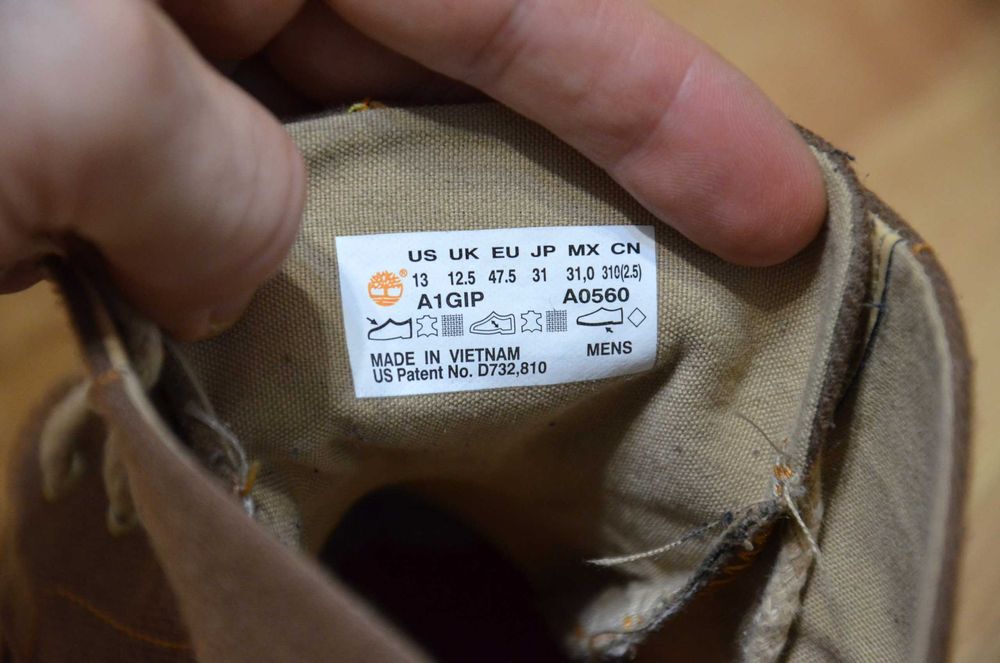 US UK EU JP MX CN
® 13 12.5 47.5 31 31,0 310(2.5)
A1GIP A0560
MADE IN VIETNAM MENS
US Patent No. D732,810